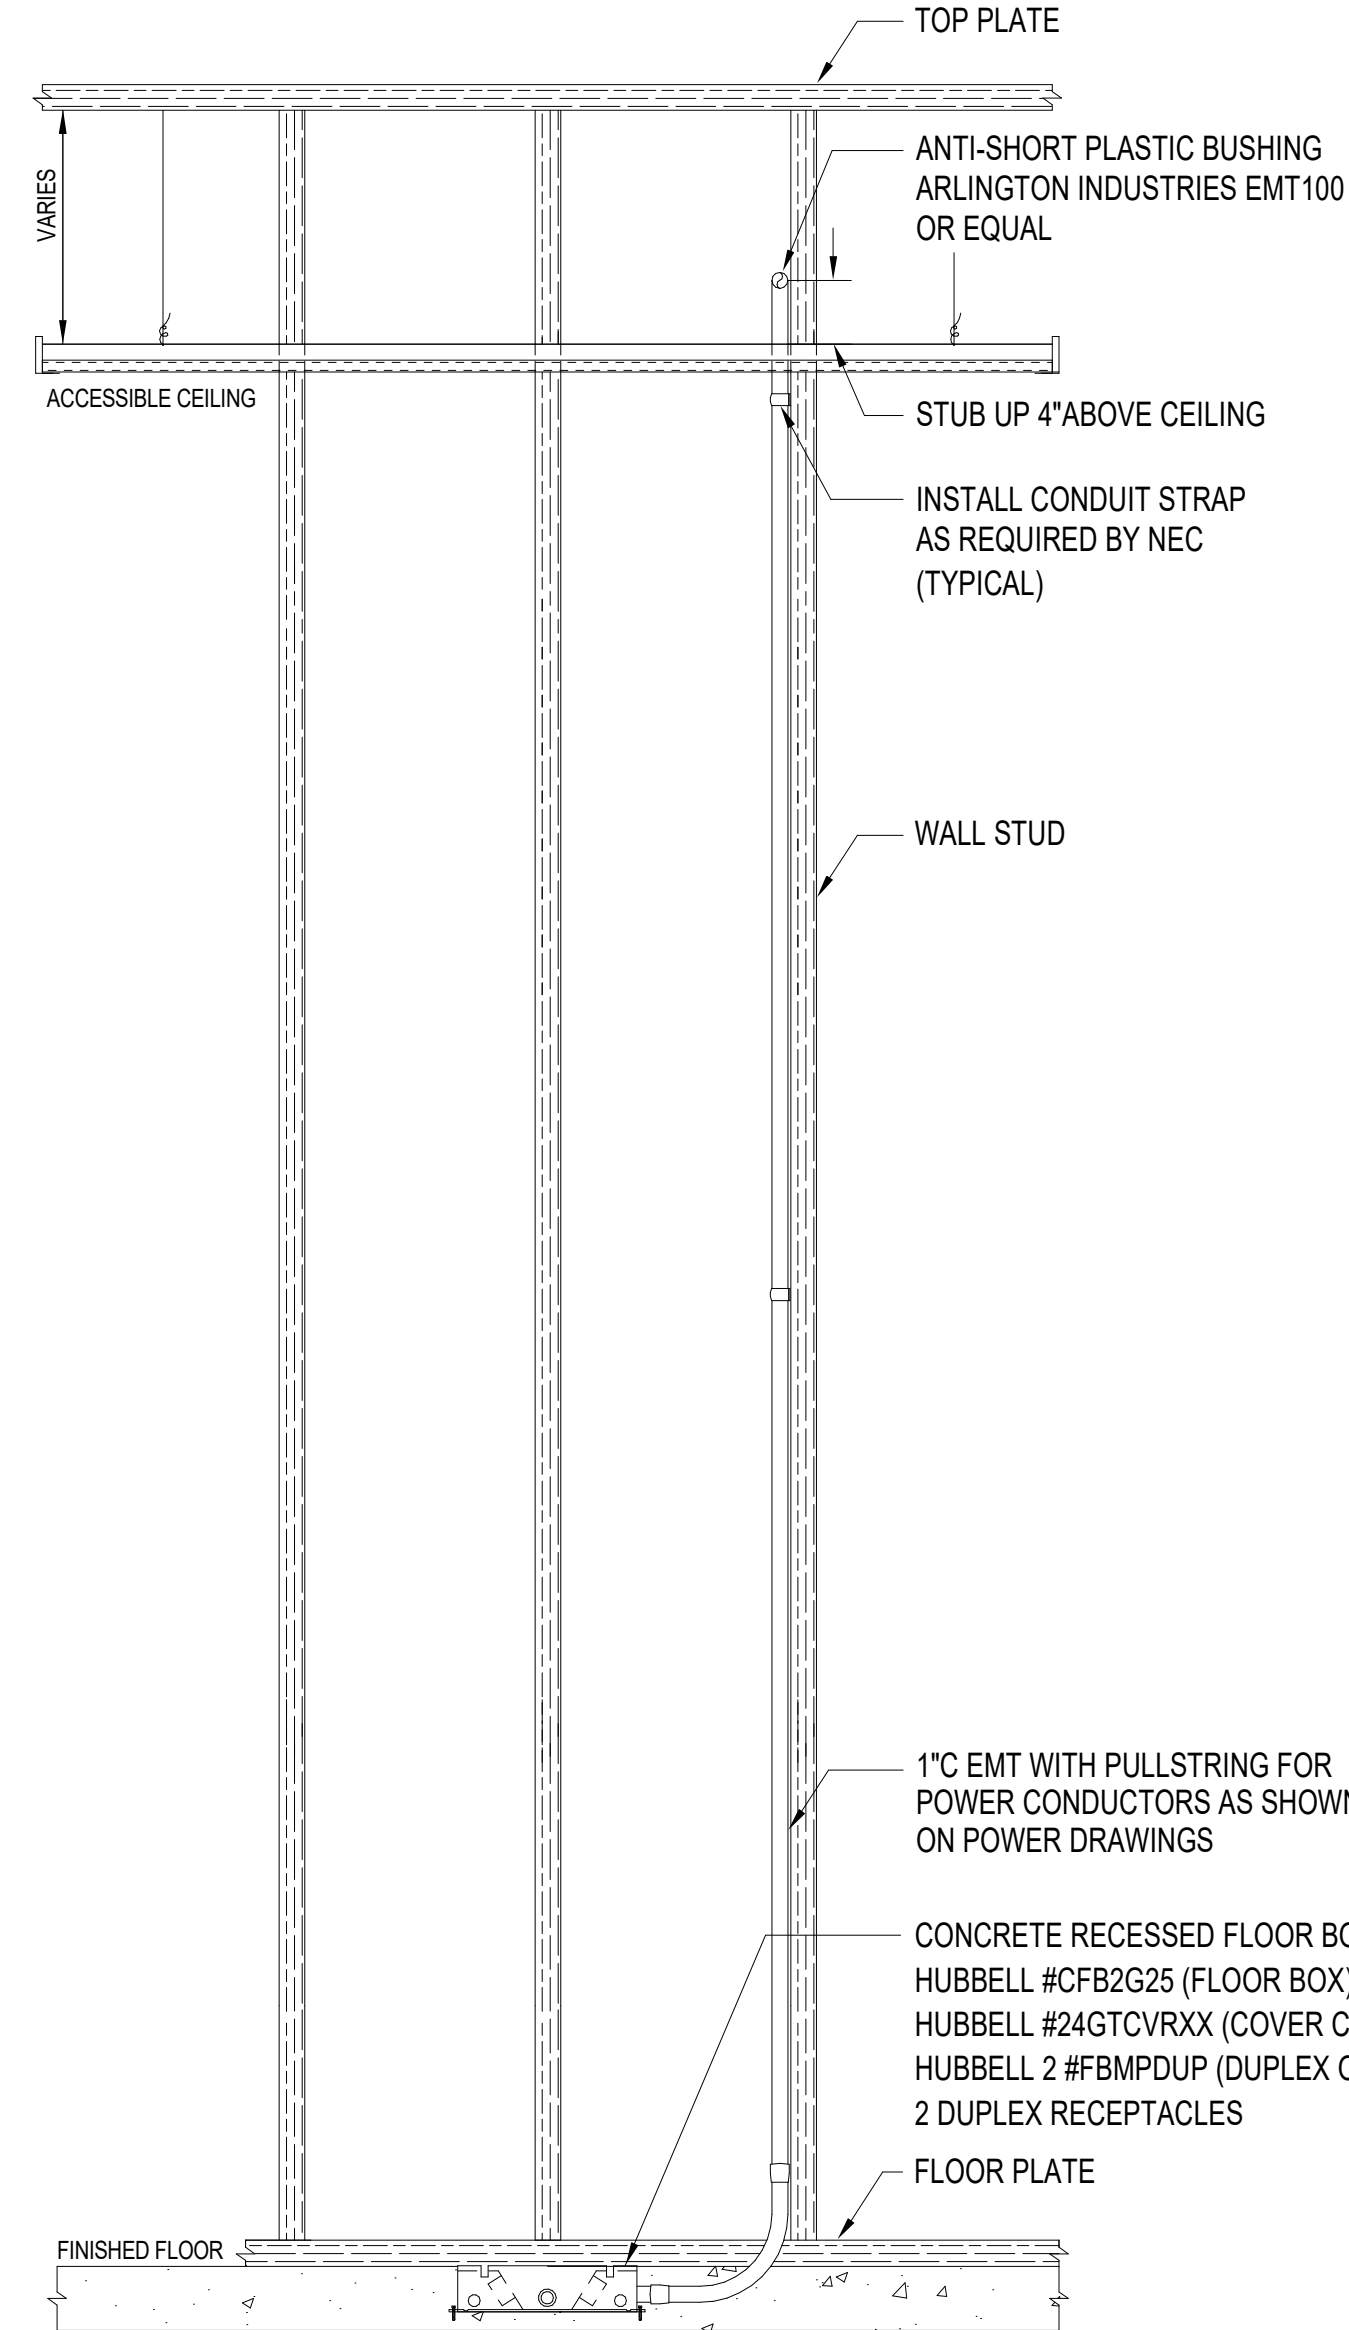 TOP PLATE
ANTI-SHORT PLASTIC BUSHING
ARLINGTON INDUSTRIES EMT100
OR EQUAL
VARIES
ACCESSIBLE CEILING
STUB UP 4"ABOVE CEILING
INSTALL CONDUIT STRAP
AS REQUIRED BY NEC
(TYPICAL)
WALL STUD
1"C EMT WITH PULLSTRING FOR
POWER CONDUCTORS AS SHOWN
ON POWER DRAWINGS
CONCRETE RECESSED FLOOR
HUBBELL #CFB2G25 (FLOOR BOX)
HUBBELL #24GTCVRXX (COVER
HUBBELL 2 #FBMPDUP (DUPLEX
2 DUPLEX RECEPTACLES
FLOOR PLATE
FINISHED FLOOR